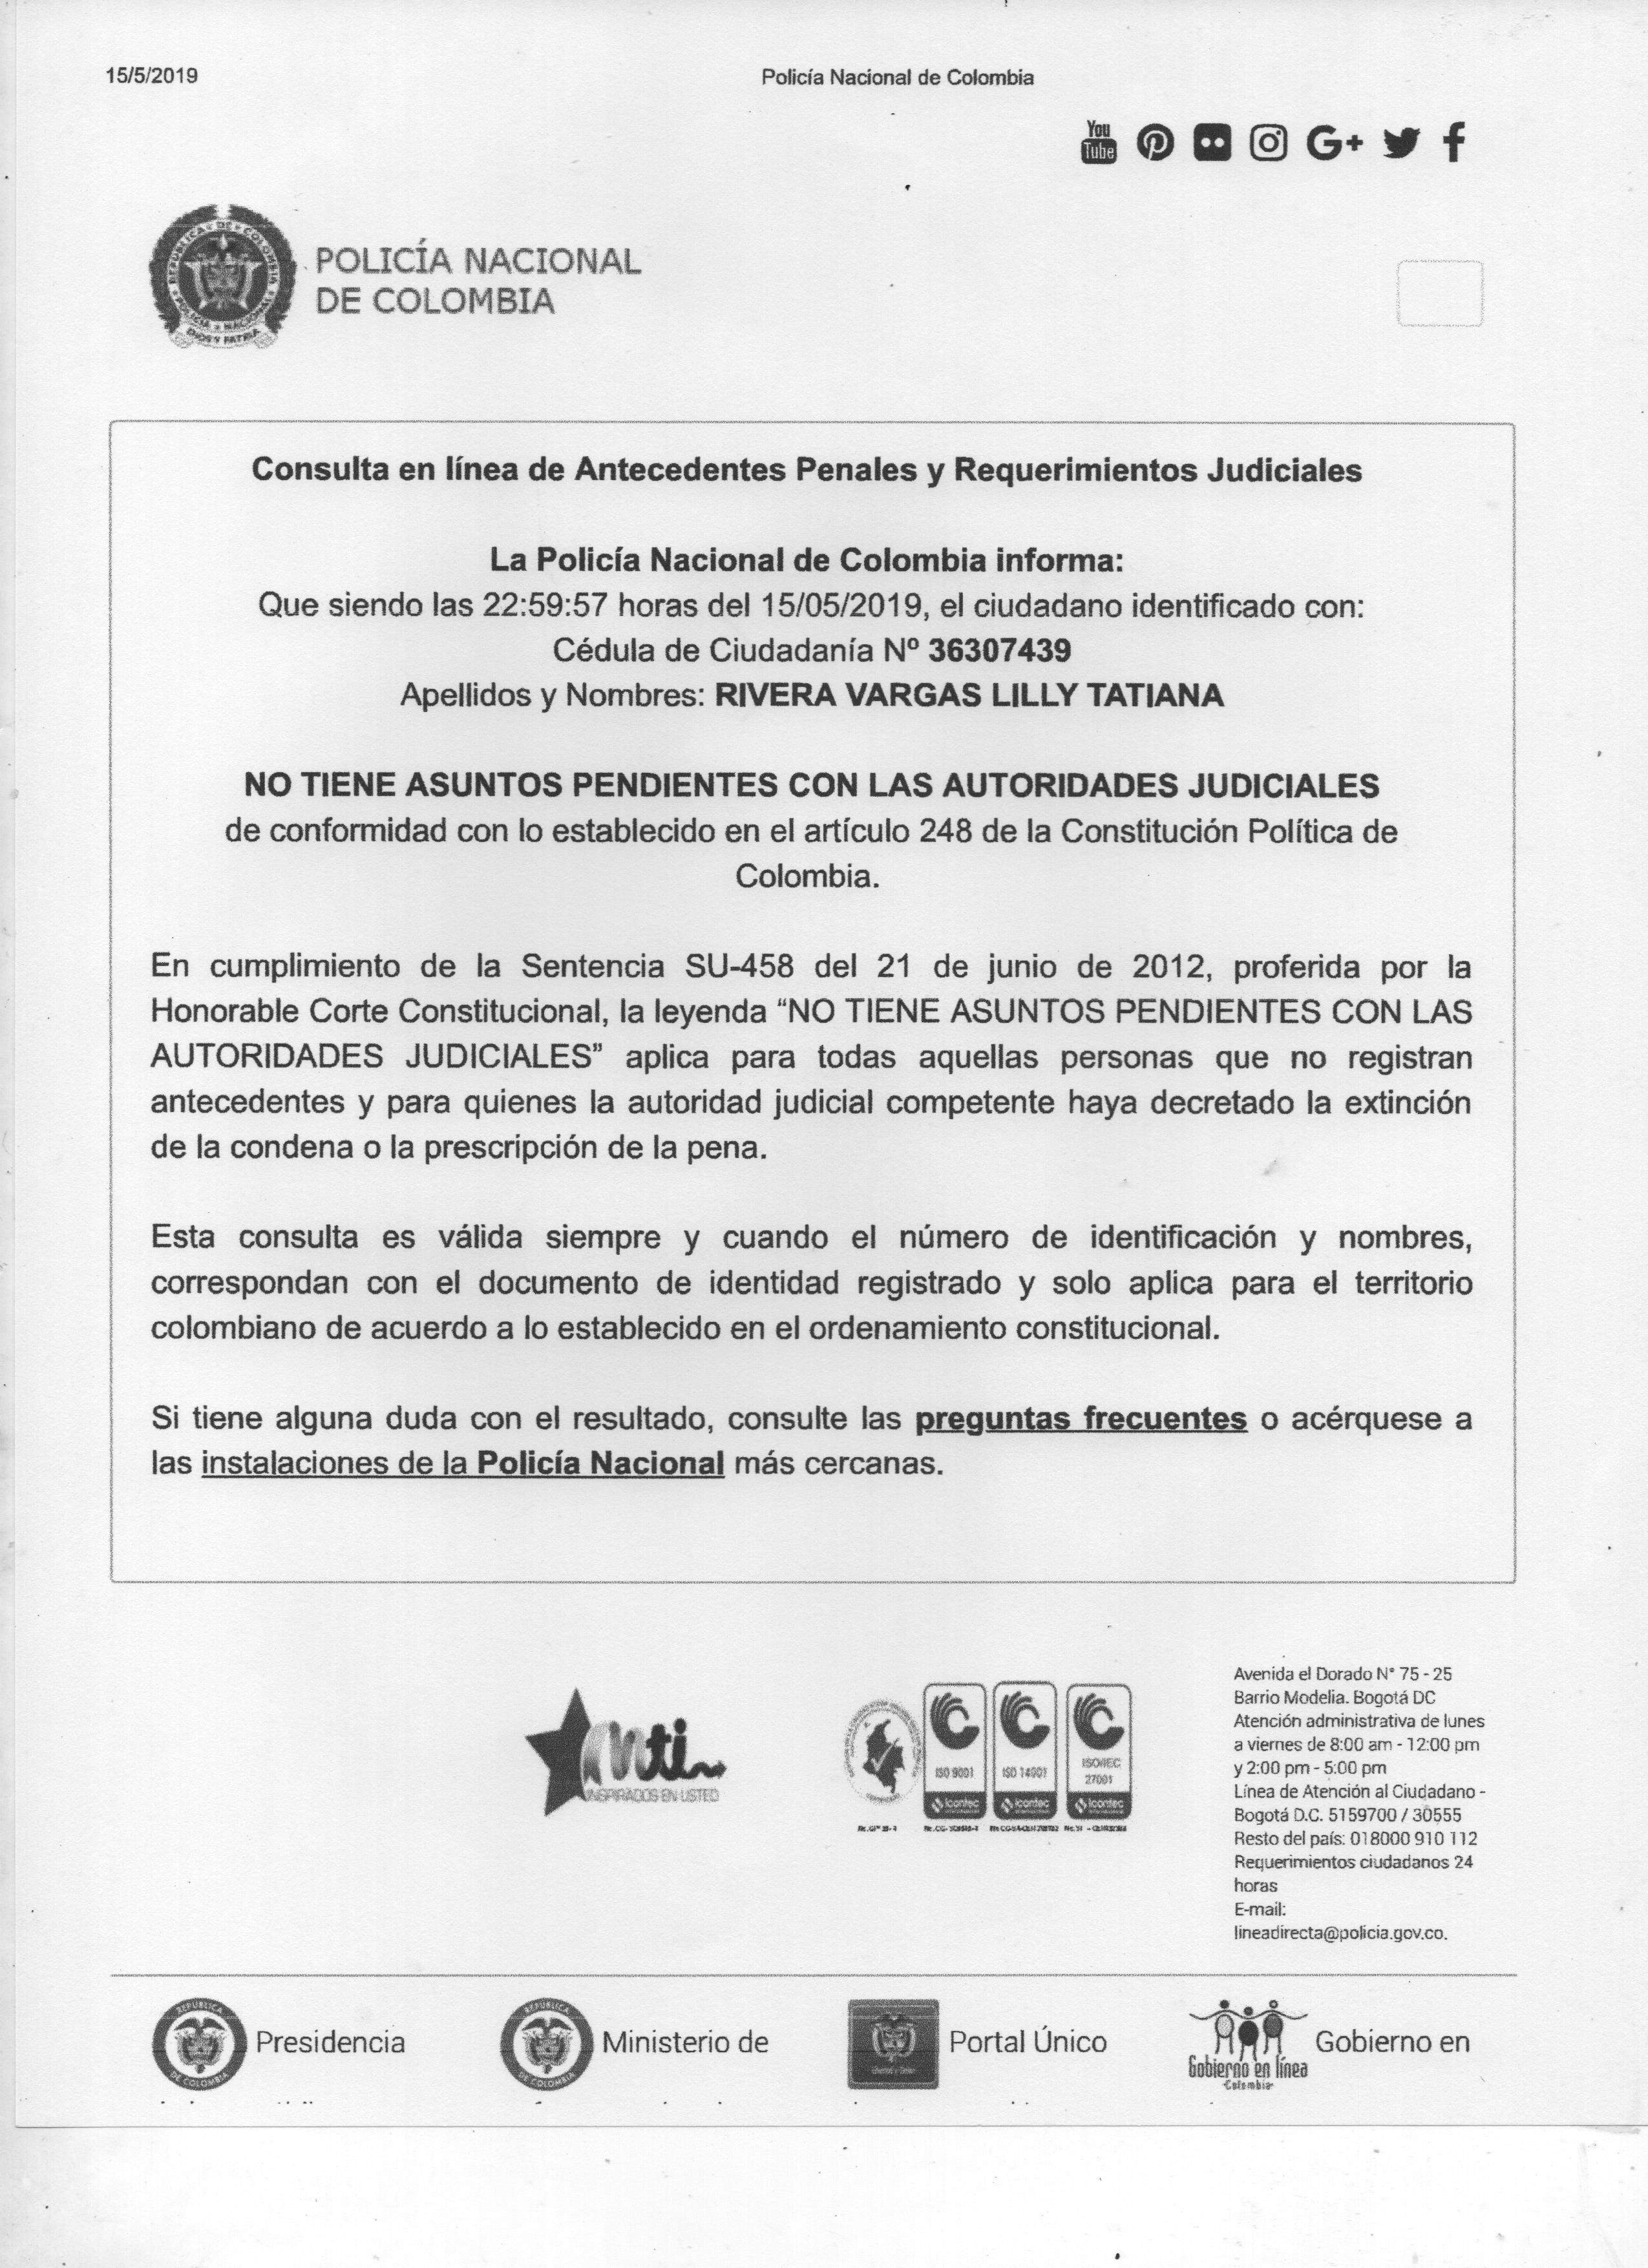 15/5/2019
Policía Nacional de Colombia
You
Tube
POLICÍA NACIONAL
DE COLOMBIA
Consulta en línea de Antecedentes Penales y Requerimientos Judiciales
La Policía Nacional de Colombia informa:
Que siendo las 22:59:57 horas del 15/05/2019, el ciudadano identificado con:
Cédula de Ciudadanía Nº 36307439
Apellidos y Nombres: RIVERA VARGAS LILLY TATIANA
NO TIENE ASUNTOS PENDIENTES CON LAS AUTORIDADES JUDICIALES
de conformidad con lo establecido en el artículo 248 de la Constitución Política de
Colombia.
En cumplimiento de la Sentencia SU-458 del 21 de junio de 2012, proferida por la
Honorable Corte Constitucional, la leyenda “NO TIENE ASUNTOS PENDIENTES CON LAS
AUTORIDADES JUDICIALES” aplica para todas aquellas personas que no registran
antecedentes y para quienes la autoridad judicial competente haya decretado la extinción
de la condena o la prescripción de la pena.
Esta consulta es válida siempre y cuando el número de identificación y nombres,
correspondan con el documento de identidad registrado y solo aplica para el territorio
colombiano de acuerdo a lo establecido en el ordenamiento constitucional.
Si tiene alguna duda con el resultado, consulte las preguntas frecuentes o acérquese a
las instalaciones de la Policía Nacional más cercanas.
INSPIRADOS EN USTED
ISO 9001
ISO 14001
ISO/IEC
27001
icontec
icontec
icontec
Avenida el Dorado N° 75 - 25
Barrio Modelia. Bogotá DC
Atención administrativa de lunes
a viernes de 8:00 am - 12:00 pm
y 2:00 pm - 5:00 pm
Línea de Atención al Ciudadano -
Bogotá D.C. 5159700 / 30555
Resto del país: 018000 910 112
Requerimientos ciudadanos 24
horas
E-mail:
lineadirecta@policia.gov.co.
Presidencia
Ministerio de
Portal Único
Gobierno en línea
Colombia
Gobierno en